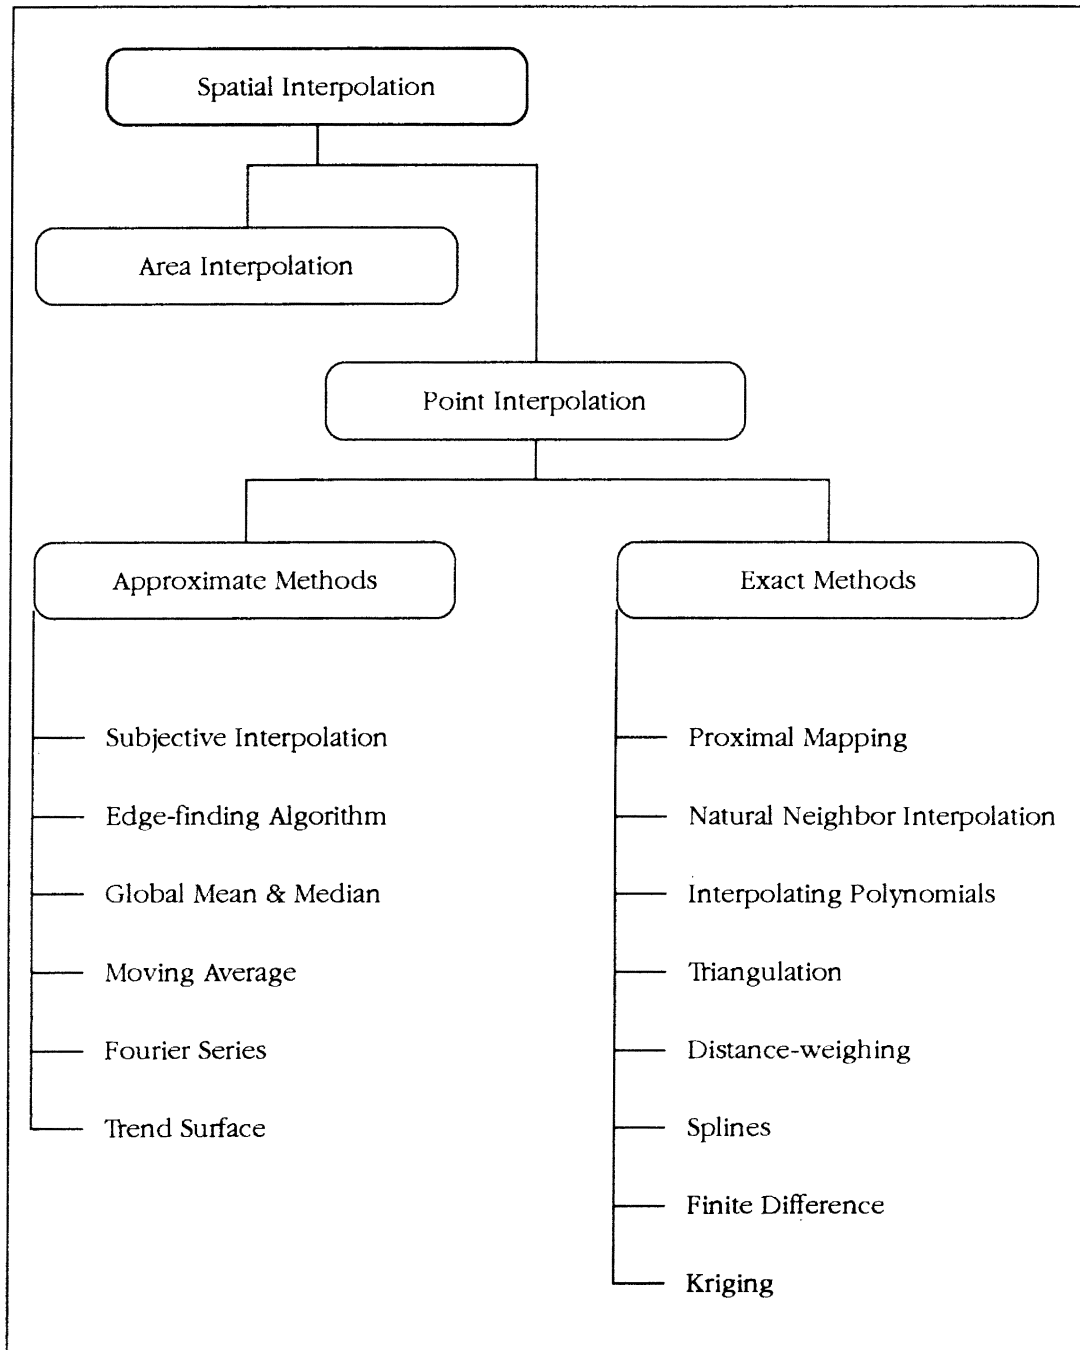 Spatial Interpolation
Area Interpolation
Point Interpolation
Approximate Methods
Exact Methods
Subjective Interpolation
Edge-finding Algorithm
Global Mean & Median
Moving Average
Fourier Series
Trend Surface
Proximal Mapping
Natural Neighbor Interpolation
Interpolating Polynomials
Triangulation
Distance-weighing
Splines
Finite Difference
Kriging